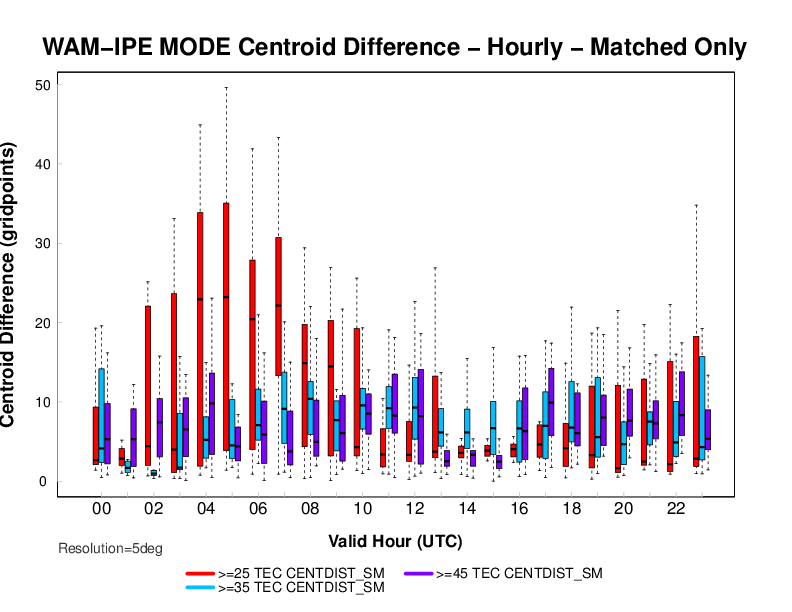 WAM–IPE MODE Centroid Difference – Hourly – Matched Only
Centroid Difference (gridpoints)
50
40
30
20
10
0
00 02 04 06 08 10 12 14 16 18 20 22
Valid Hour (UTC)
Resolution=5deg
>=25 TEC CENTDIST_SM >=45 TEC CENTDIST_SM
>=35 TEC CENTDIST_SM